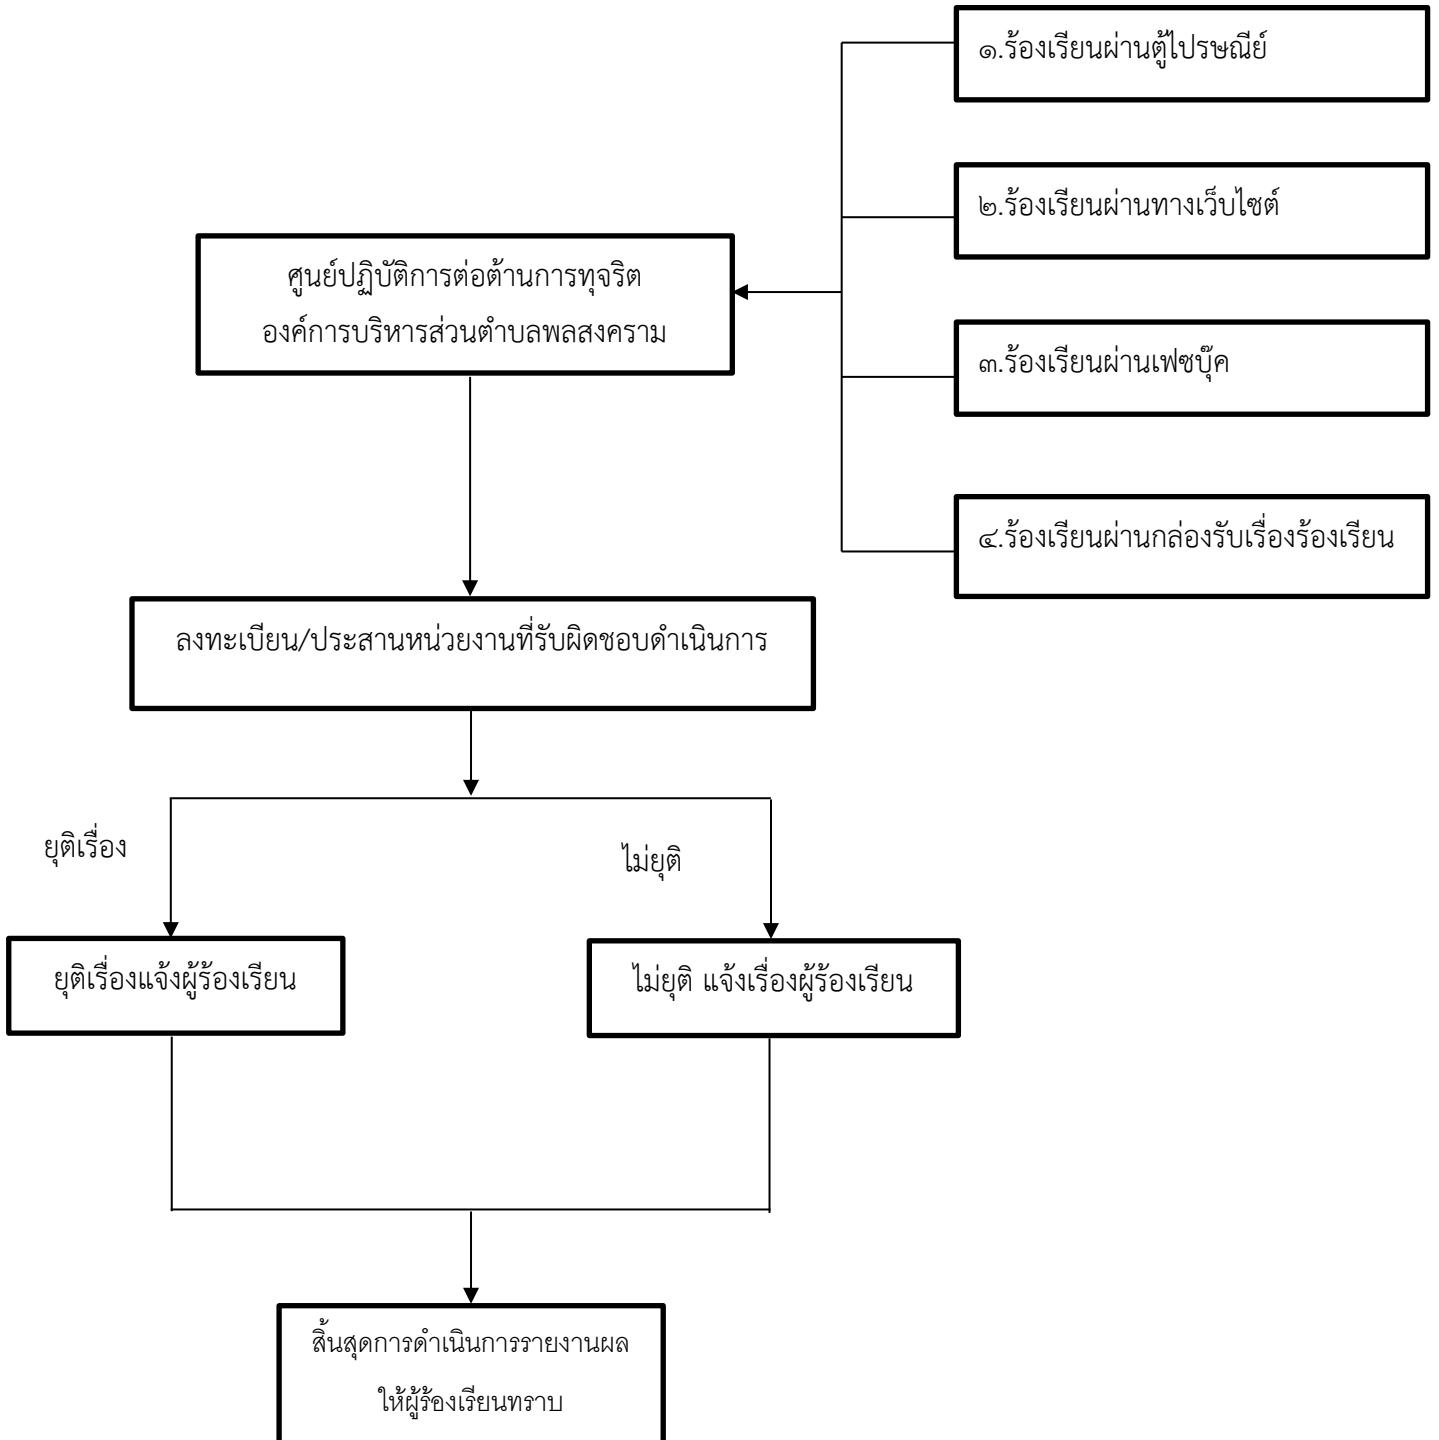 ๑.ร้องเรียนผ่านตู้ไปรษณีย์
๒.ร้องเรียนผ่านทางเว็บไซต์
ศูนย์ปฏิบัติการต่อต้านการทุจริต
องค์การบริหารส่วนตำบลพลสงคราม
๓.ร้องเรียนผ่านเฟซบุ๊ค
๔.ร้องเรียนผ่านกล่องรับเรื่องร้องเรียน
ลงทะเบียน/ประสานหน่วยงานที่รับผิดชอบดำเนินการ
ยุติเรื่อง
ไม่ยุติ
ยุติเรื่องแจ้งผู้ร้องเรียน
ไม่ยุติ แจ้งเรื่องผู้ร้องเรียน
สิ้นสุดการดำเนินการรายงานผล
ให้ผู้ร้องเรียนทราบ